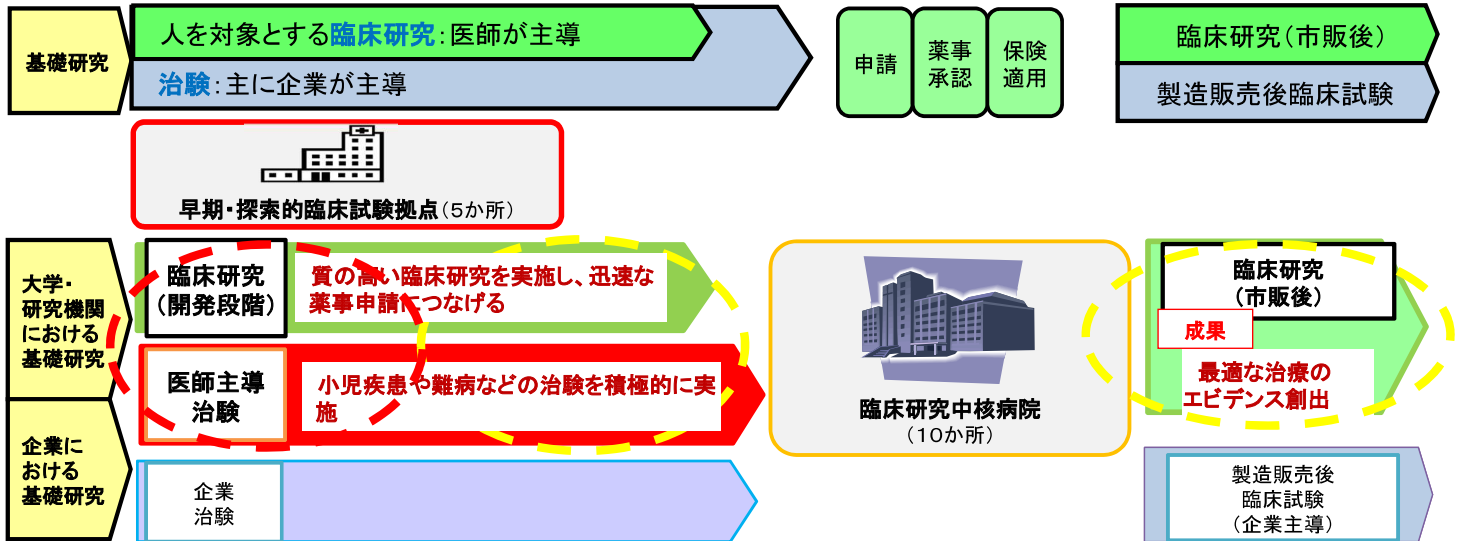 基礎研究
人を対象とする臨床研究：医師が主導
治験：主に企業が主導
申請
薬事
承認
保険
適用
臨床研究（市販後）
製造販売後臨床試験
早期・探索的臨床試験拠点（５か所）
大学・
研究機関
における
基礎研究
企業に
おける
基礎研究
臨床研究
（開発段階）
質の高い臨床研究を実施し、迅速な
薬事申請につなげる
医師主導
治験
小児疾患や難病などの治験を積極的に実
施
企業
治験
臨床研究中核病院
（１０か所）
臨床研究
（市販後）
成果
最適な治療の
エビデンス創出
製造販売後
臨床試験
（企業主導）